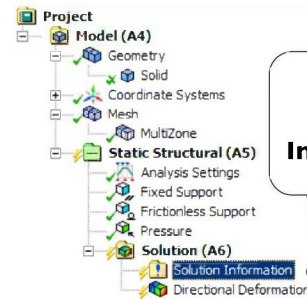 Project
Model (A4)
Geometry
Solid
Coordinate Systems
Mesh
MultiZone
Static Structural (A5)
Analysis Settings
Fixed Support
Frictionless Support
Pressure
Solution (A6)
Solution Information
Directional Deformation
In